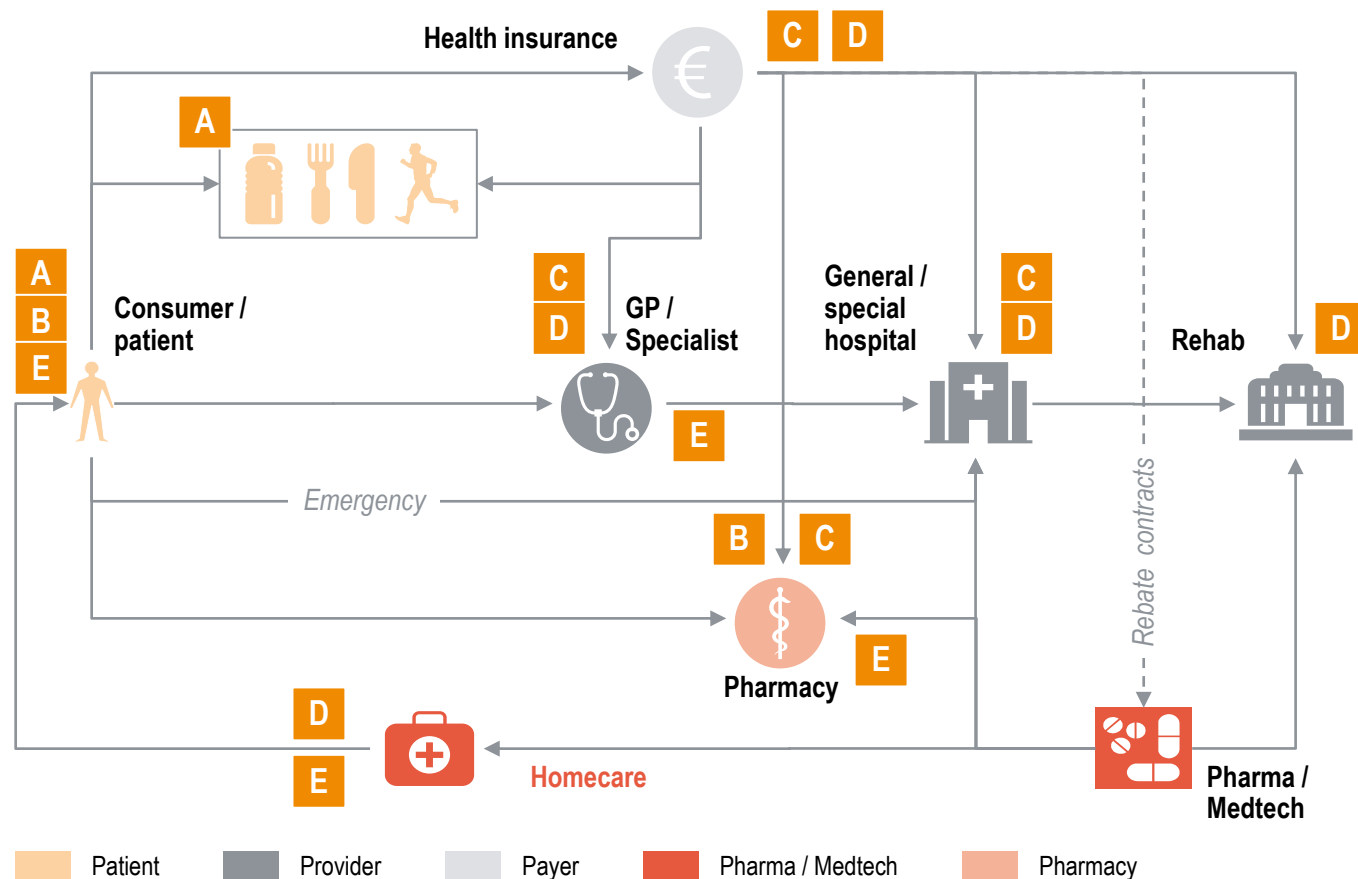 Health insurance
€
C D
A
A
B
E
Consumer /
patient
C
D
GP /
Specialist
General /
special
hospital
C
D
Rehab
D
E
Emergency
B C
Rebate contracts
E
Pharmacy
D
E
Homecare
Pharma /
Medtech
Patient Provider Payer Pharma / Medtech Pharmacy